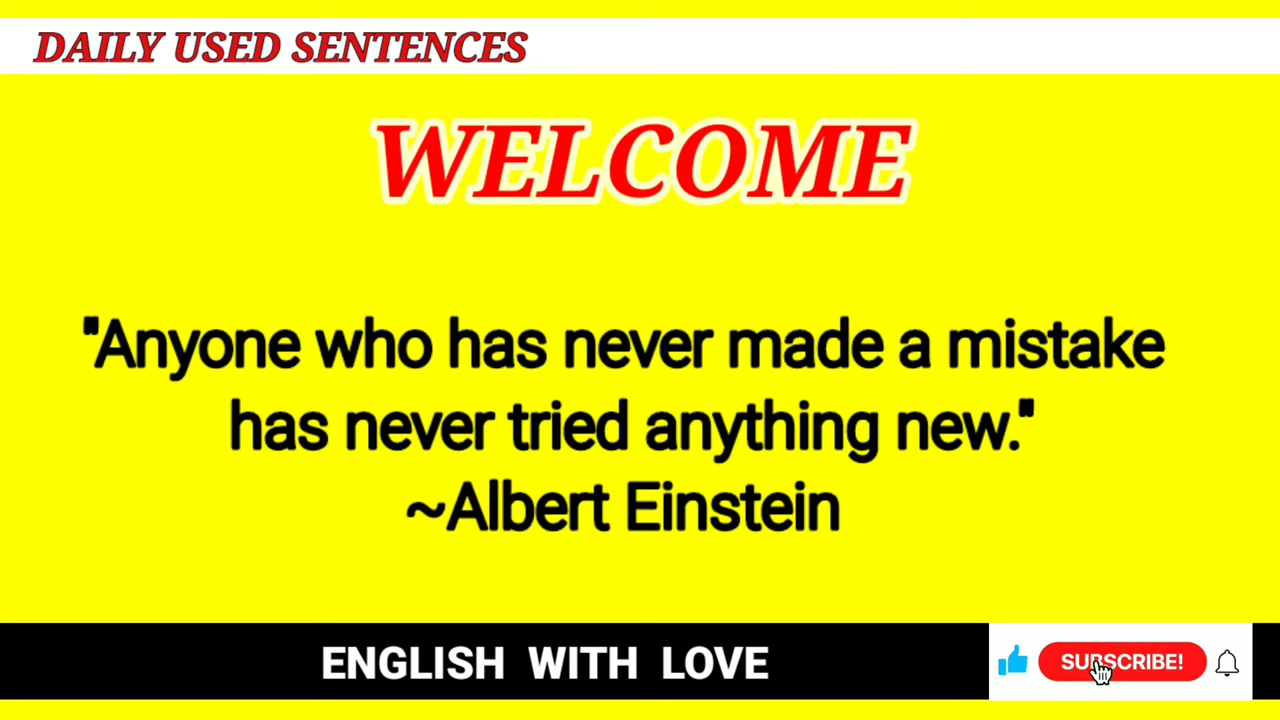 DAILY USED SENTENCES
WELCOME
"Anyone who has never made a mistake
has never tried anything new."
~Albert Einstein
ENGLISH WITH LOVE
SUBSCRIBE!